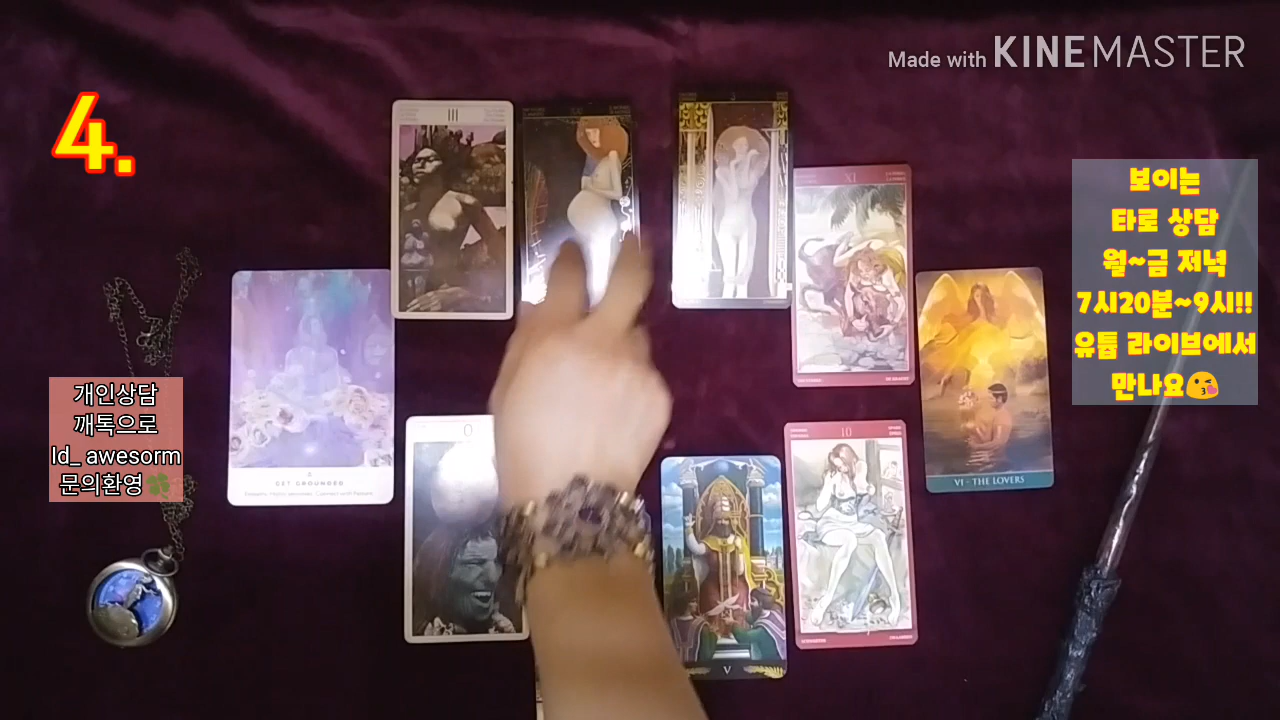 Made with KINEMASTER
4.
보이는
타로 상담
월~금 저녁
7시20분~9시!!
유튭 라이브에서
만나요😘
개인상담
깨톡으로
Id_ awesorm
문의환영🍀
III
XI
0
10
GET GROUNDED
VI - THE LOVERS
V